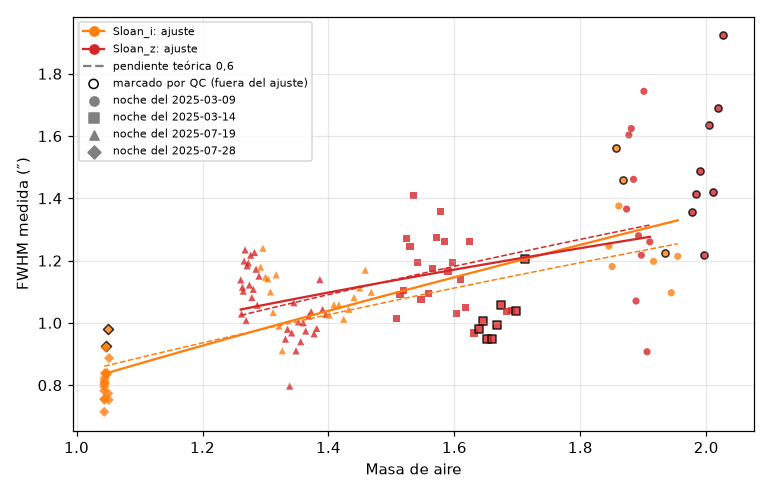 Sloan_i: ajuste
Sloan_z: ajuste
pendiente teórica 0,6
marcado por QC (fuera del ajuste)
noche del 2025-03-09
noche del 2025-03-14
noche del 2025-07-19
noche del 2025-07-28
FWHM medida (″)
1.8
1.6
1.4
1.2
1.0
0.8
1.0 1.2 1.4 1.6 1.8 2.0
Masa de aire